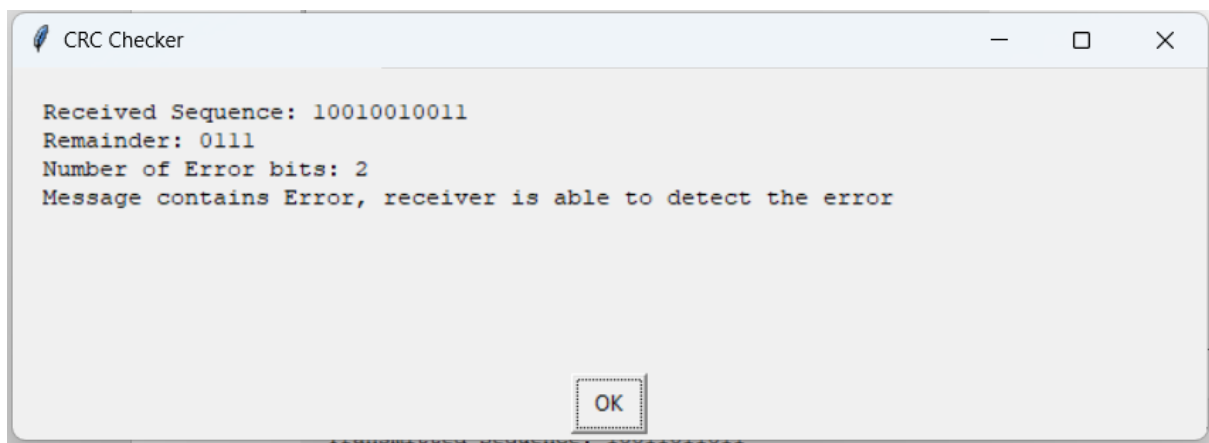 CRC Checker
Received Sequence: 10010010011
Remainder: 0111
Number of Error bits: 2
Message contains Error, receiver is able to detect the error
OK